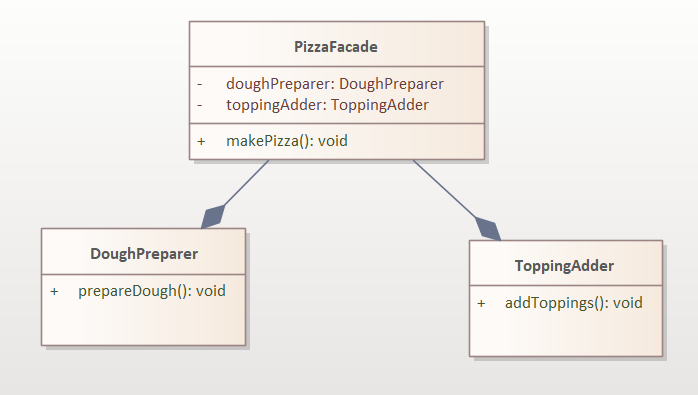 PizzaFacade
- doughPreparer: DoughPreparer
- toppingAdder: ToppingAdder
+ makePizza(): void
DoughPreparer
+ prepareDough(): void
ToppingAdder
+ addToppings(): void